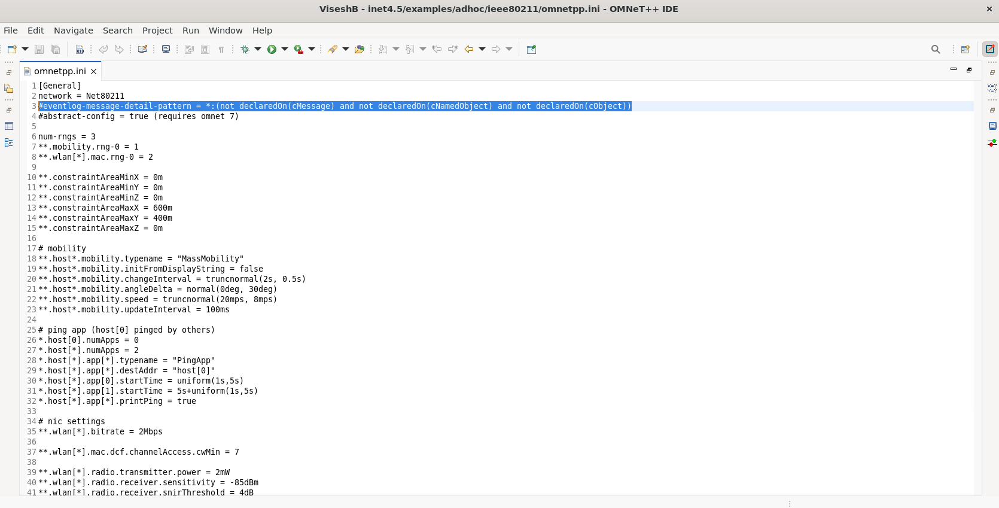 ViseshB - inet4.5/examples/adhoc/ieee80211/omnetpp.ini - OMNeT++ IDE
File Edit Navigate Search Project Run Window Help
omnetpp.ini
1 [General]
2 network = Net80211
3 #eventlog-message-detail-pattern = *:(not declaredOn(cMessage) and not declaredOn(cNamedObject) and not declaredOn(cObject))
4 #abstract-config = true (requires omnet 7)
5
6 num-rngs = 3
7 **.mobility.rng-0 = 1
8 **.wlan[*].mac.rng-0 = 2
9
10 **.constraintAreaMinX = 0m
11 **.constraintAreaMinY = 0m
12 **.constraintAreaMinZ = 0m
13 **.constraintAreaMaxX = 600m
14 **.constraintAreaMaxY = 400m
15 **.constraintAreaMaxZ = 0m
16
17 # mobility
18 **.host*.mobility.typename = "MassMobility"
19 **.host*.mobility.initFromDisplayString = false
20 **.host*.mobility.changeInterval = truncnormal(2s, 0.5s)
21 **.host*.mobility.angleDelta = normal(0deg, 30deg)
22 **.host*.mobility.speed = truncnormal(20mps, 8mps)
23 **.host*.mobility.updateInterval = 100ms
24
25 # ping app (host[0] pinged by others)
26 *.host[0].numApps = 0
27 *.host[*].numApps = 2
28 *.host[*].app[*].typename = "PingApp"
29 *.host[*].app[*].destAddr = "host[0]"
30 *.host[*].app[0].startTime = uniform(1s,5s)
31 *.host[*].app[1].startTime = 5s+uniform(1s,5s)
32 *.host[*].app[*].printPing = true
33
34 # nic settings
35 **.wlan[*].bitrate = 2Mbps
36
37 **.wlan[*].mac.dcf.channelAccess.cwMin = 7
38
39 **.wlan[*].radio.transmitter.power = 2mW
40 **.wlan[*].radio.receiver.sensitivity = -85dBm
41 **.wlan[*].radio.receiver.snirThreshold = 4dB